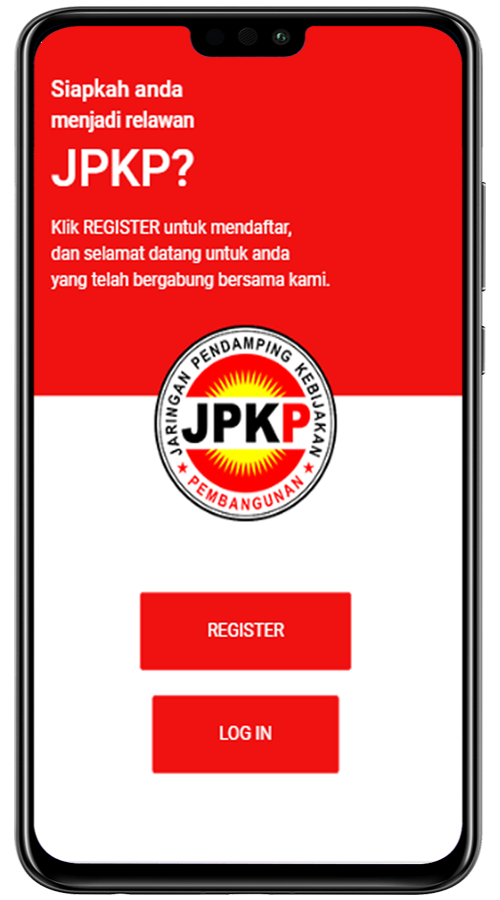 Siapkah anda
menjadi relawan
JPKP?
Klik REGISTER untuk mendaftar,
dan selamat datang untuk anda
yang telah bergabung bersama kami.
JARINGAN PENDAMPING KEBIJAKAN
JPKP
PEMBANGUNAN
REGISTER
LOG IN